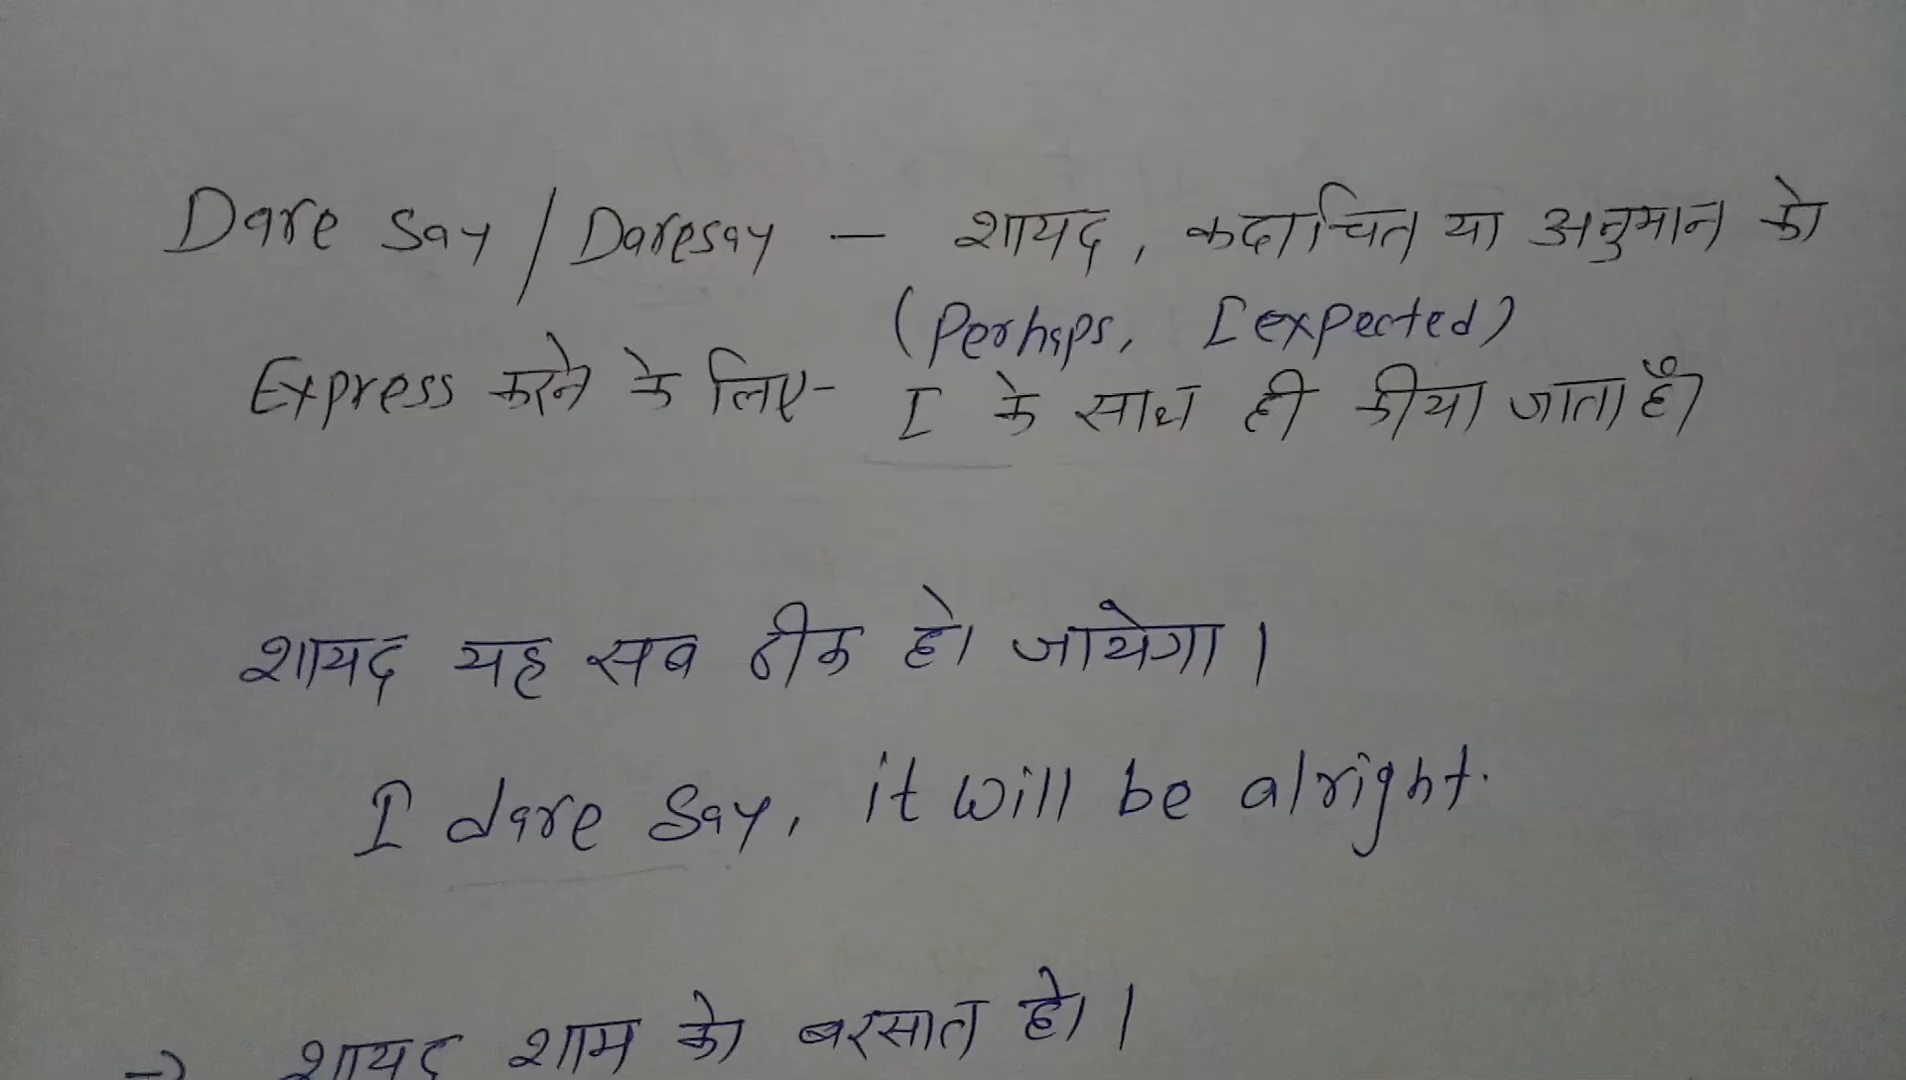 Dare Say / Daresay – शायद, कदाचित या अनुमान को
(Perhaps, I expected)
Express करने के लिए- I के साथ ही कीया जाता है।
शायद यह सब ठीक हो जायेगा।
I dare Say, it will be alright.
→ शायद शाम को बरसात हो।